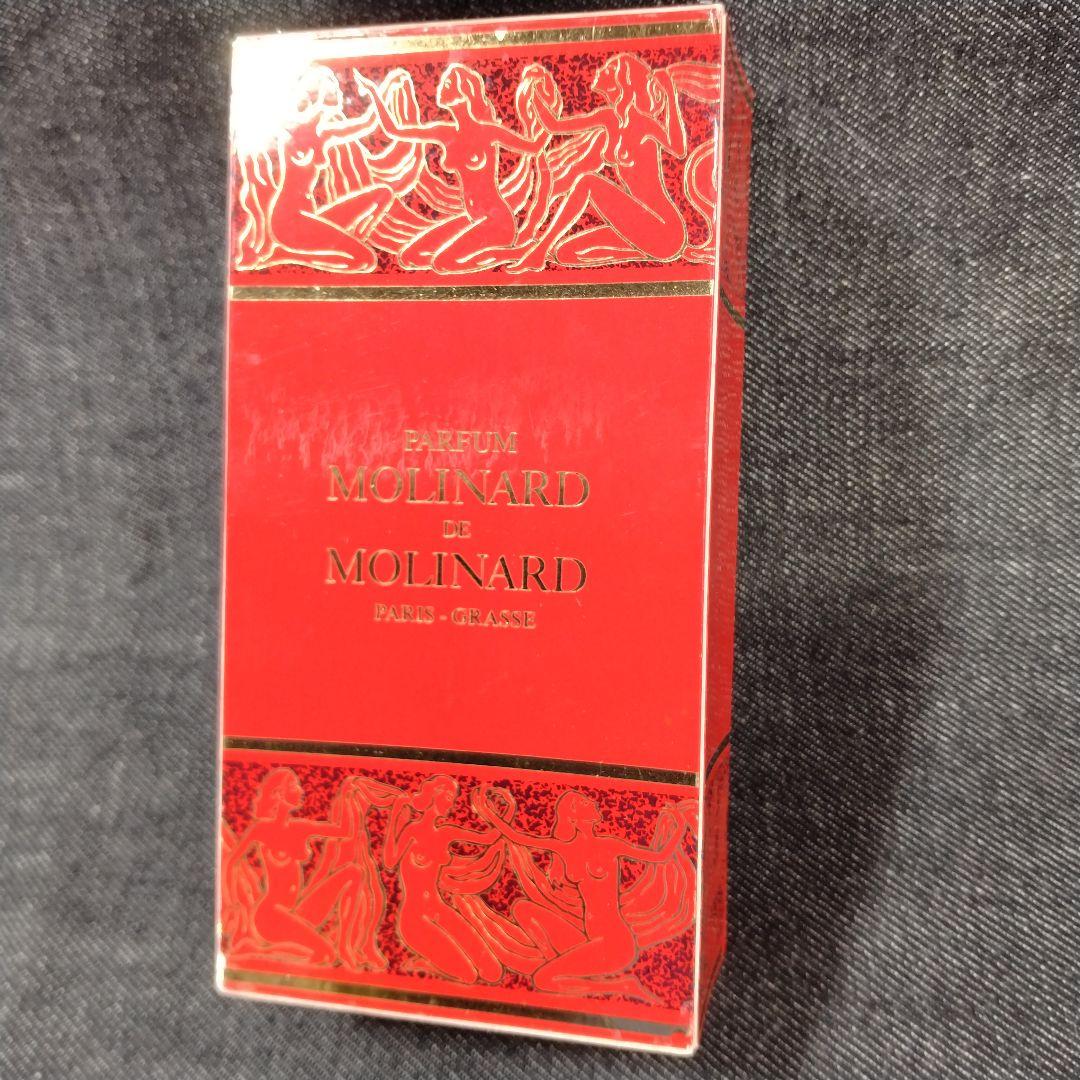 PARFUM
MOLINARD
DE
MOLINARD
PARIS - GRASSE